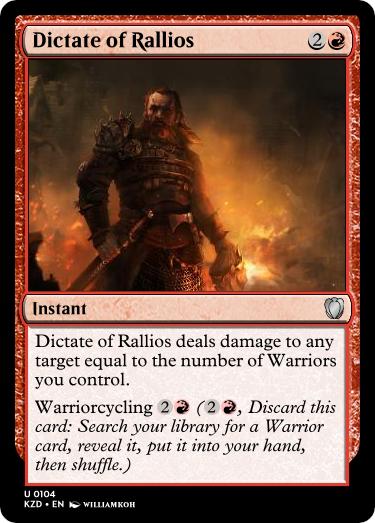 Dictate of Rallios 2
Instant
Dictate of Rallios deals damage to any
target equal to the number of Warriors
you control.
Warriorcycling 2 (2, Discard this
card: Search your library for a Warrior
card, reveal it, put it into your hand,
then shuffle.)
U 0104
KZD • EN WILLIAMKOH